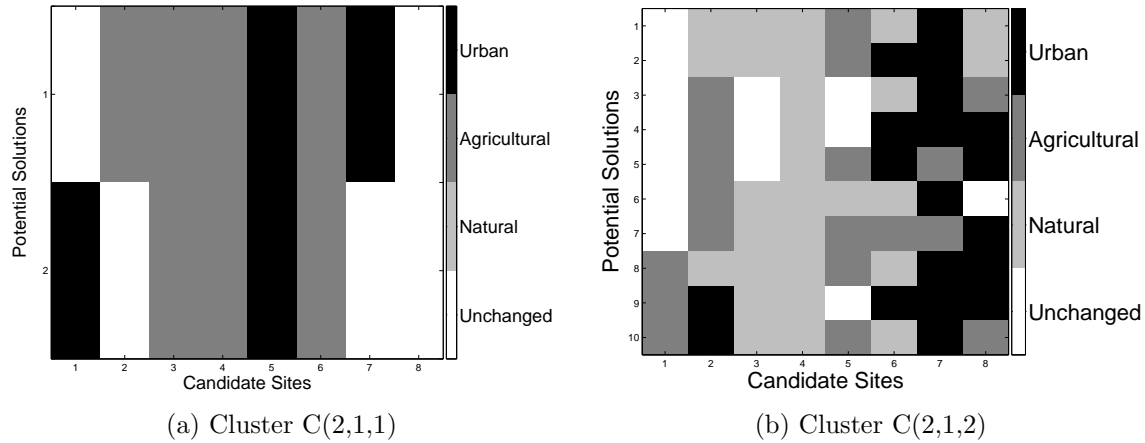 Potential Solutions
1
2
1 2 3 4 5 6 7 8
Candidate Sites
Urban
Agricultural
Natural
Unchanged
(a) Cluster C(2,1,1)
Potential Solutions
1
2
3
4
5
6
7
8
9
10
1 2 3 4 5 6 7 8
Candidate Sites
Urban
Agricultural
Natural
Unchanged
(b) Cluster C(2,1,2)